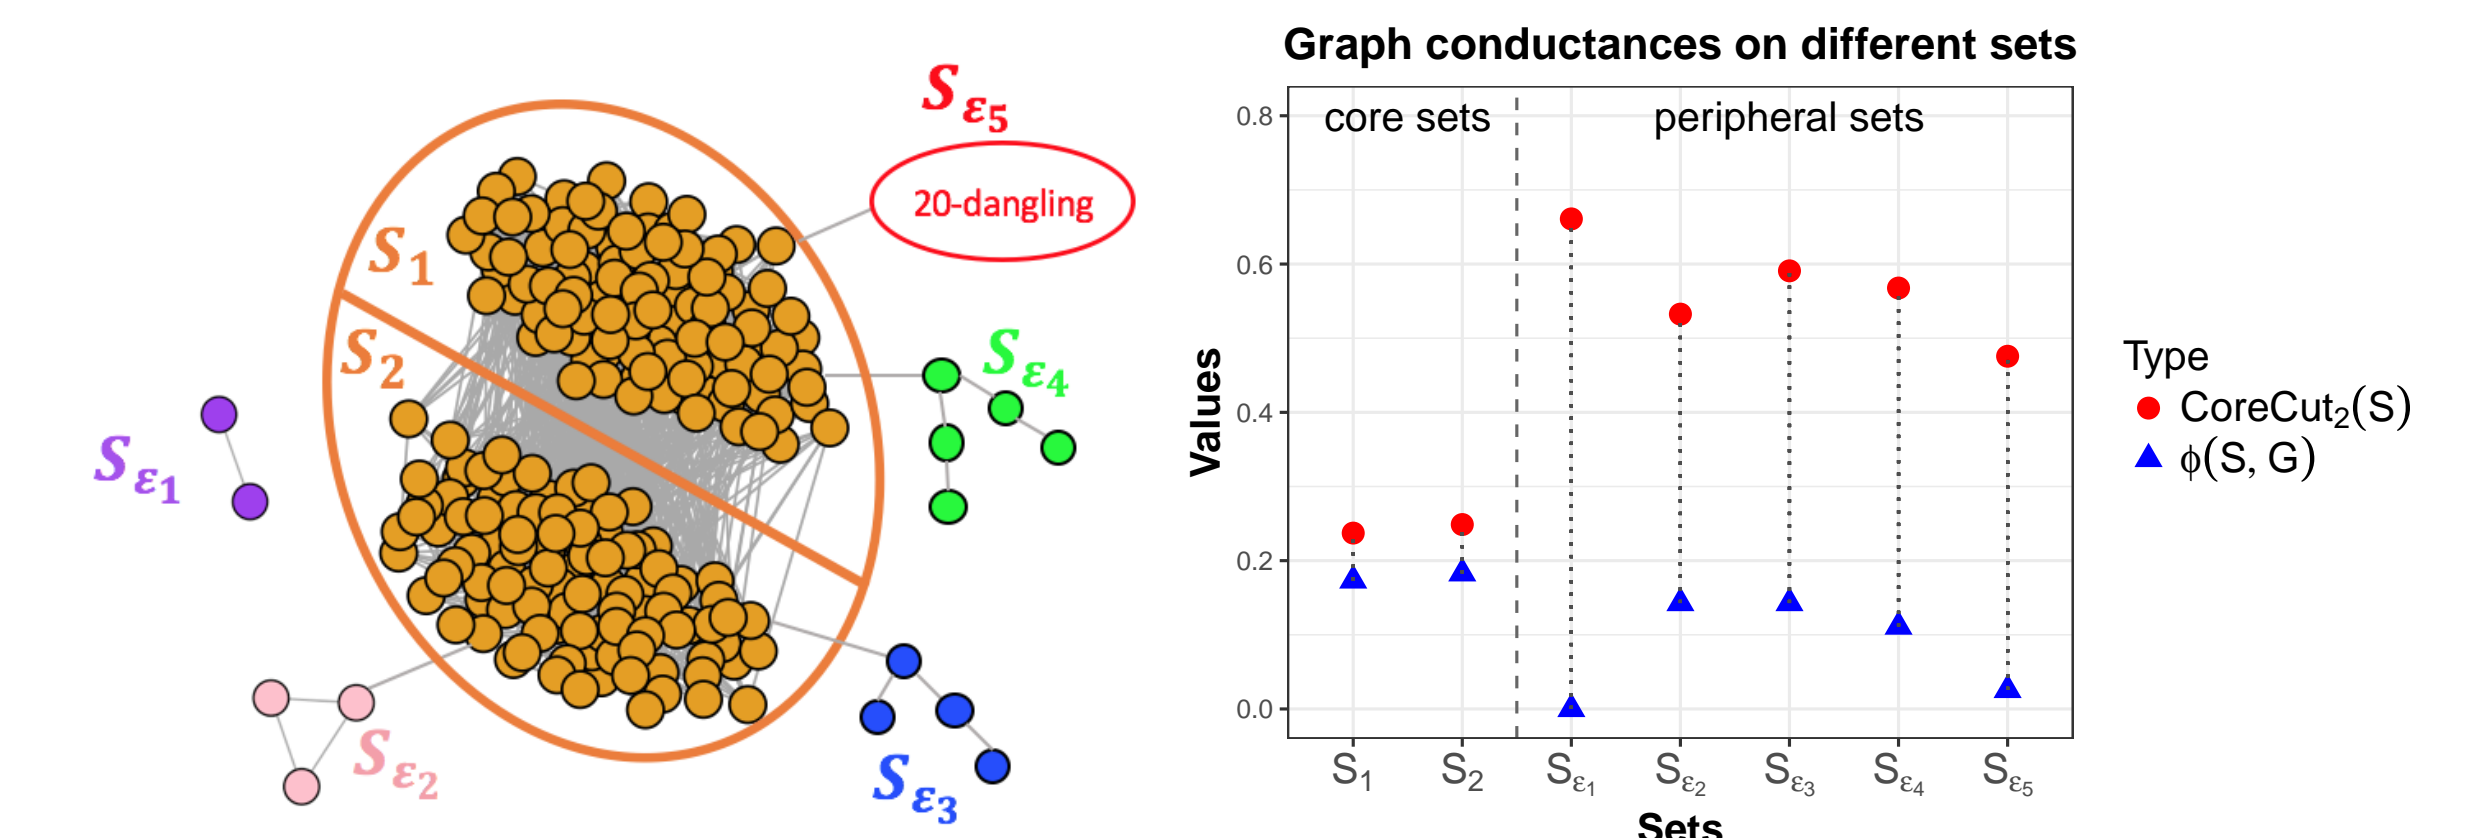 S_ε5
20-dangling
S_1
S_2
S_ε4
S_ε1
S_ε2
S_ε3
Graph conductances on different sets
core sets
peripheral sets
Values
0.8
0.6
0.4
0.2
0.0
S_1 S_2 S_ε1 S_ε2 S_ε3 S_ε4 S_ε5
Sets
Type
CoreCut_2(S)
ϕ(S, G)